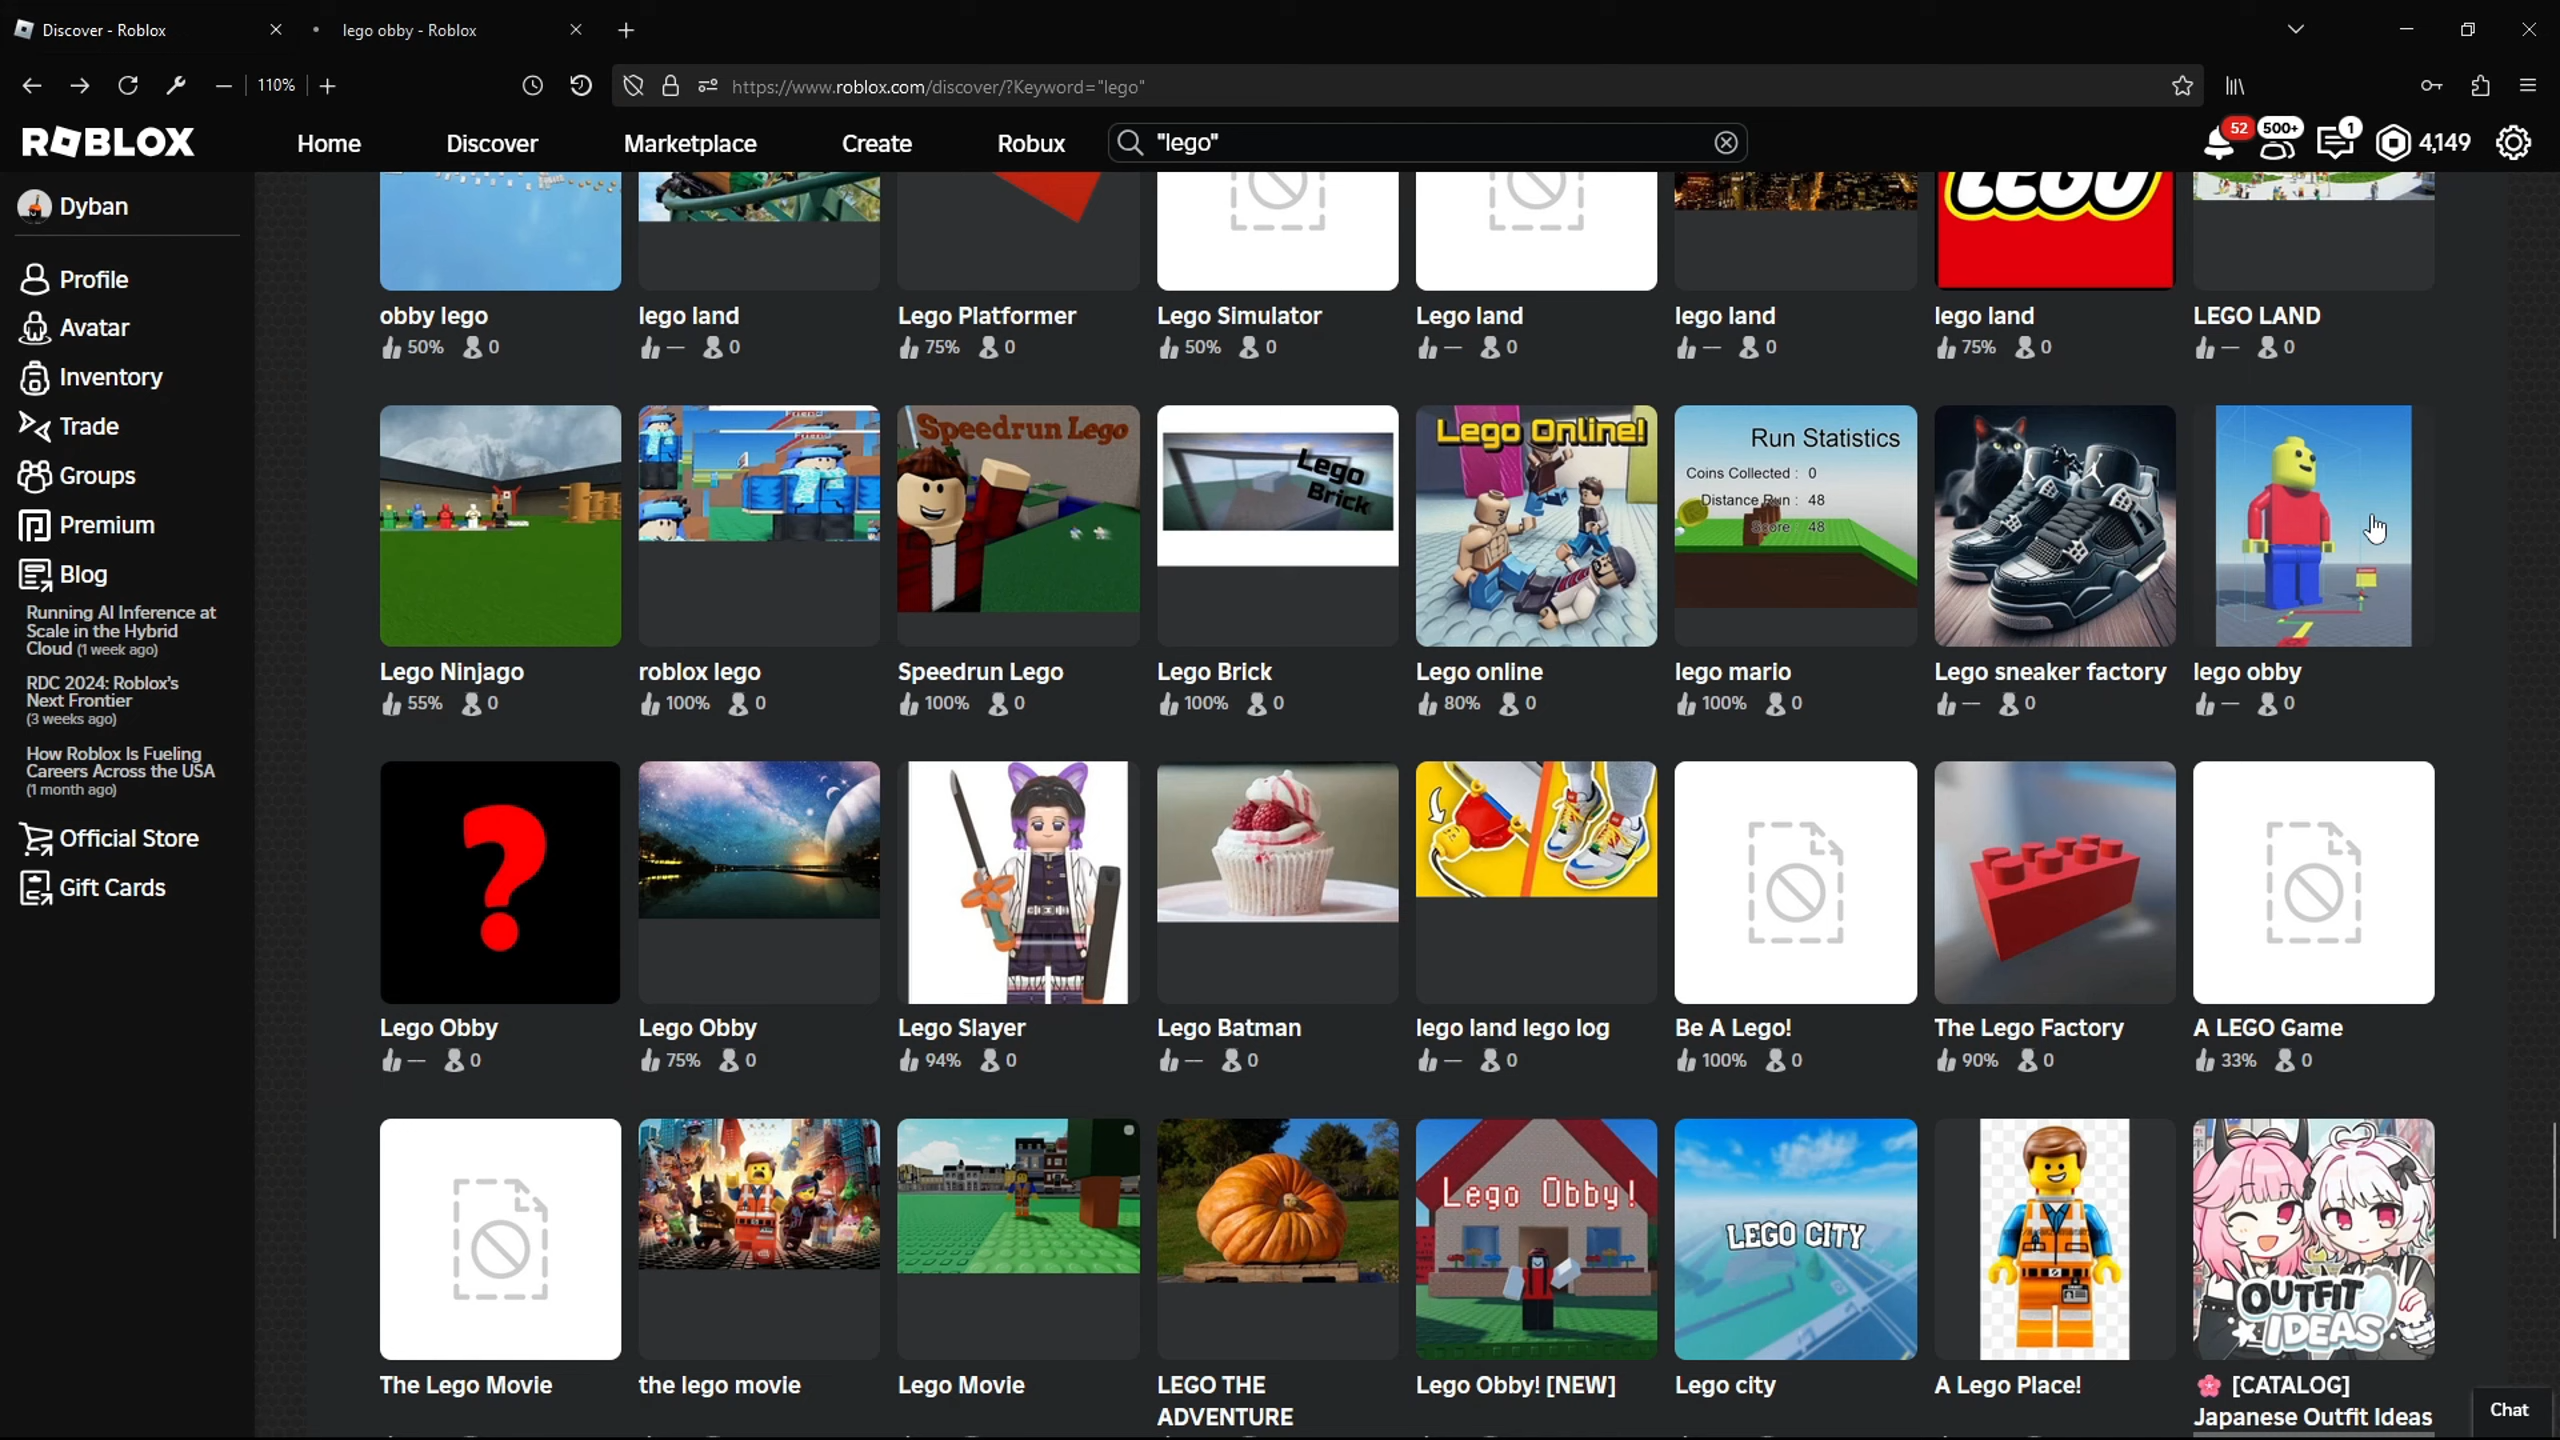 Discover - Roblox
lego obby - Roblox
110%
https://www.roblox.com/discover/?Keyword="lego"
ROBLOX
Home
Discover
Marketplace
Create
Robux
"lego"
52
500+
1
4,149
Dyban
Profile
Avatar
Inventory
Trade
Groups
Premium
Blog
Running AI Inference at
Scale in the Hybrid
Cloud (1 week ago)
RDC 2024: Roblox's
Next Frontier
(3 weeks ago)
How Roblox Is Fueling
Careers Across the USA
(1 month ago)
Official Store
Gift Cards
LEGO
obby lego
50% 0
lego land
-- 0
Lego Platformer
75% 0
Lego Simulator
50% 0
Lego land
-- 0
lego land
-- 0
lego land
75% 0
LEGO LAND
-- 0
Speedrun Lego
Lego
Brick
Lego Online!
Run Statistics
Coins Collected : 0
Distance Run : 48
Score : 48
Lego Ninjago
55% 0
roblox lego
100% 0
Speedrun Lego
100% 0
Lego Brick
100% 0
Lego online
80% 0
lego mario
100% 0
Lego sneaker factory
-- 0
lego obby
-- 0
?
Lego Obby
-- 0
Lego Obby
75% 0
Lego Slayer
94% 0
Lego Batman
-- 0
lego land lego log
-- 0
Be A Lego!
100% 0
The Lego Factory
90% 0
A LEGO Game
33% 0
Lego Obby!
LEGO CITY
OUTFIT
IDEAS
The Lego Movie
the lego movie
Lego Movie
LEGO THE
ADVENTURE
Lego Obby! [NEW]
Lego city
A Lego Place!
🌸 [CATALOG]
Japanese Outfit Ideas
Chat